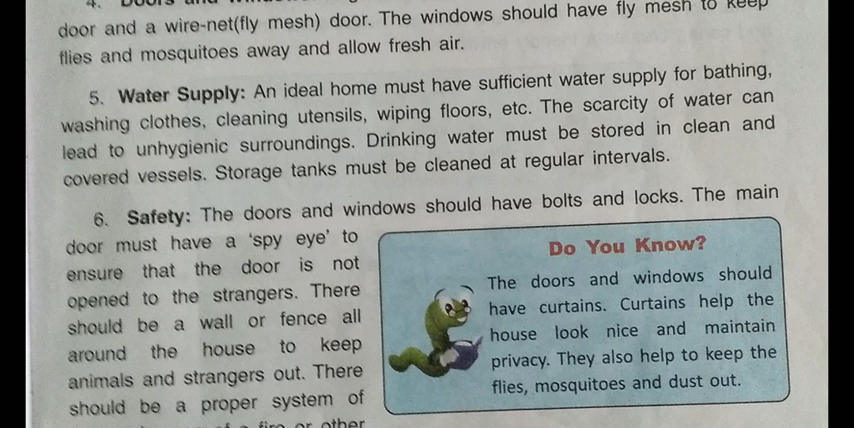 4. Doors and
door and a wire-net(fly mesh) door. The windows should have fly mesh to keep
flies and mosquitoes away and allow fresh air.
5. Water Supply: An ideal home must have sufficient water supply for bathing,
washing clothes, cleaning utensils, wiping floors, etc. The scarcity of water can
lead to unhygienic surroundings. Drinking water must be stored in clean and
covered vessels. Storage tanks must be cleaned at regular intervals.
6. Safety: The doors and windows should have bolts and locks. The main
door must have a ‘spy eye’ to
ensure that the door is not
opened to the strangers. There
should be a wall or fence all
around the house to keep
animals and strangers out. There
should be a proper system of
fire or other
Do You Know?
The doors and windows should
have curtains. Curtains help the
house look nice and maintain
privacy. They also help to keep the
flies, mosquitoes and dust out.